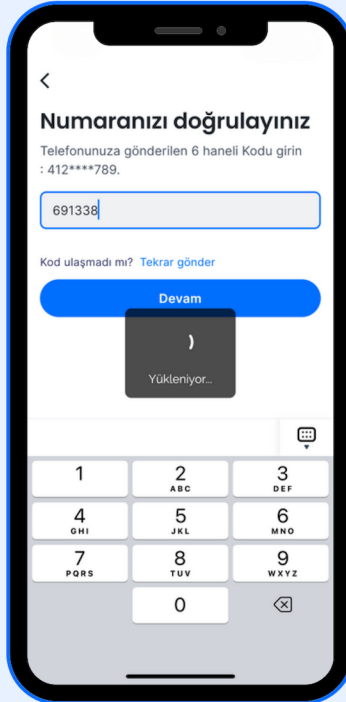 Numaranızı doğrulayınız
Telefonunuza gönderilen 6 haneli Kodu girin
: 412****789.
691338
Kod ulaşmadı mı? Tekrar gönder
Devam
Yükleniyor...
1 2 3
ABC DEF
4 5 6
GHI JKL MNO
7 8 9
PQRS TUV WXYZ
0